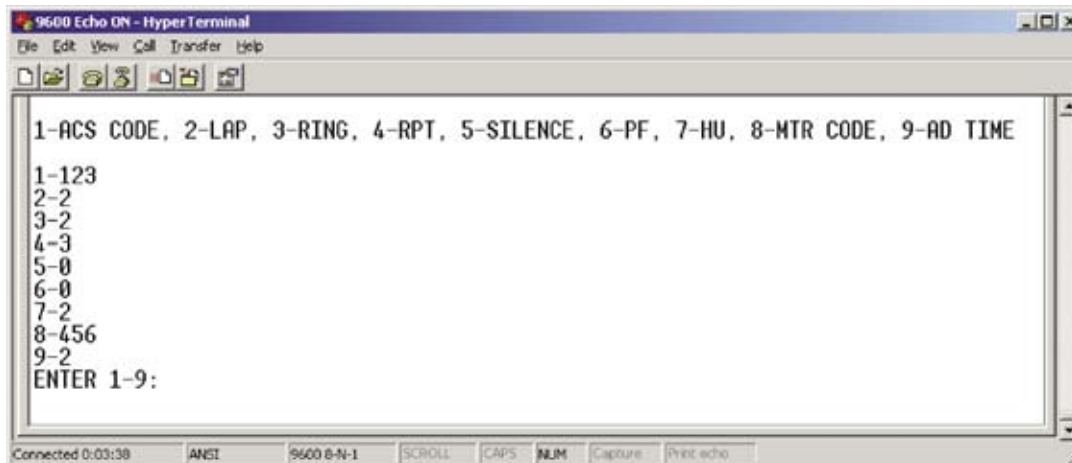 9600 Echo ON - HyperTerminal
File Edit View Call Transfer Help
1-ACS CODE, 2-LAP, 3-RING, 4-RPT, 5-SILENCE, 6-PF, 7-HU, 8-MTR CODE, 9-AD TIME
1-123
2-2
3-2
4-3
5-0
6-0
7-2
8-456
9-2
ENTER 1-9:
Connected 0:03:38 ANSI 9600 8-N-1 SCROLL CAPS NUM Capture Print echo